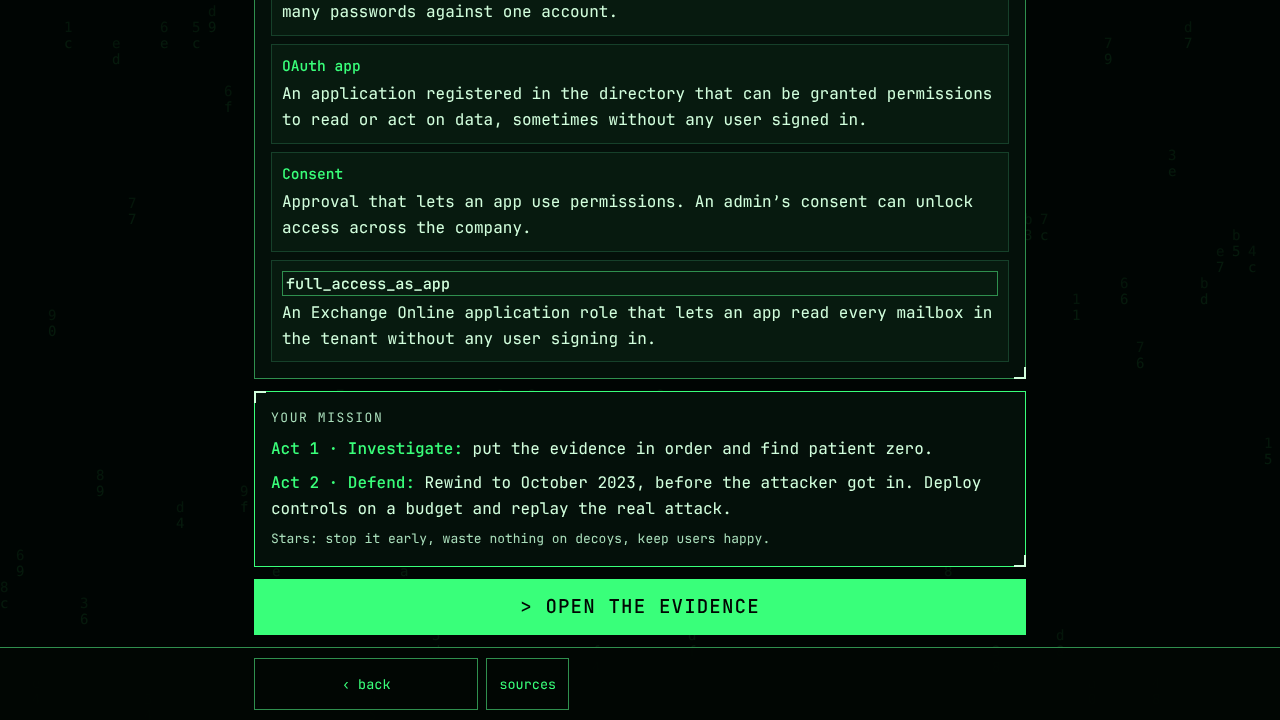 many passwords against one account.
OAuth app
An application registered in the directory that can be granted permissions
to read or act on data, sometimes without any user signed in.
Consent
Approval that lets an app use permissions. An admin’s consent can unlock
access across the company.
full_access_as_app
An Exchange Online application role that lets an app read every mailbox in
the tenant without any user signing in.
YOUR MISSION
Act 1 · Investigate: put the evidence in order and find patient zero.
Act 2 · Defend: Rewind to October 2023, before the attacker got in. Deploy
controls on a budget and replay the real attack.
Stars: stop it early, waste nothing on decoys, keep users happy.
> OPEN THE EVIDENCE
‹ back
sources